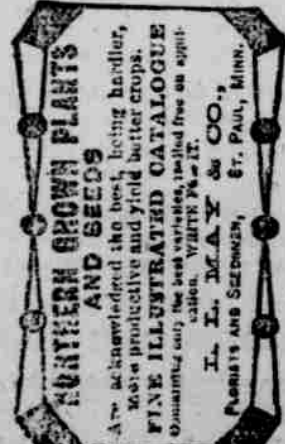 NORTHERN GROWN PLANTS
AND SEEDS
Are acknowledged the best, being hardier,
More productive and yield better crops.
FINE ILLUSTRATED CATALOGUE
Containing only the best varieties, mailed free on appli-
cation. WRITE FOR IT.
L. L. MAY & CO.,
FLORISTS AND SEEDSMEN, ST. PAUL, MINN.